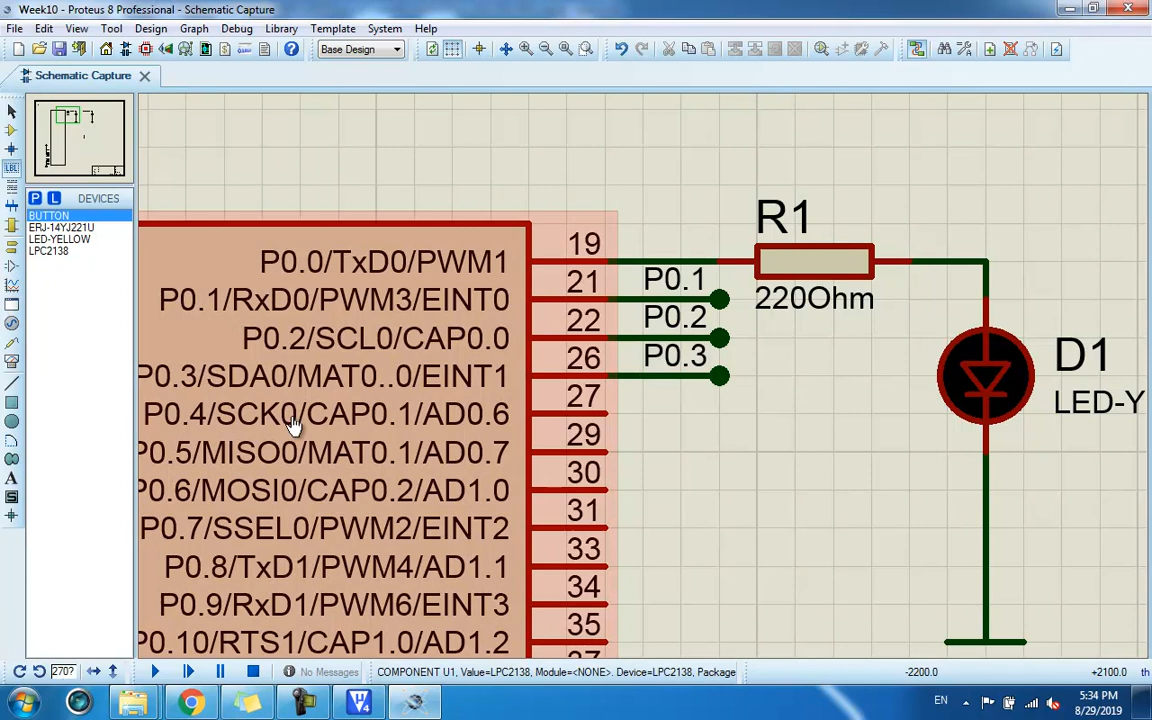 Week10 - Proteus 8 Professional - Schematic Capture
File Edit View Tool Design Graph Debug Library Template System Help
Base Design
Schematic Capture
P L DEVICES
BUTTON
ERJ-14YJ221U
LED-YELLOW
LPC2138
LBL
A
S
R1
220Ohm
D1
LED-Y
P0.0/TxD0/PWM1 19
P0.1/RxD0/PWM3/EINT0 21 P0.1
P0.2/SCL0/CAP0.0 22 P0.2
P0.3/SDA0/MAT0..0/EINT1 26 P0.3
P0.4/SCK0/CAP0.1/AD0.6 27
P0.5/MISO0/MAT0.1/AD0.7 29
P0.6/MOSI0/CAP0.2/AD1.0 30
P0.7/SSEL0/PWM2/EINT2 31
P0.8/TxD1/PWM4/AD1.1 33
P0.9/RxD1/PWM6/EINT3 34
P0.10/RTS1/CAP1.0/AD1.2 35
270? No Messages COMPONENT U1, Value=LPC2138, Module=<NONE>. Device=LPC2138, Package -2200.0 +2100.0 th
EN 5:34 PM
8/29/2019